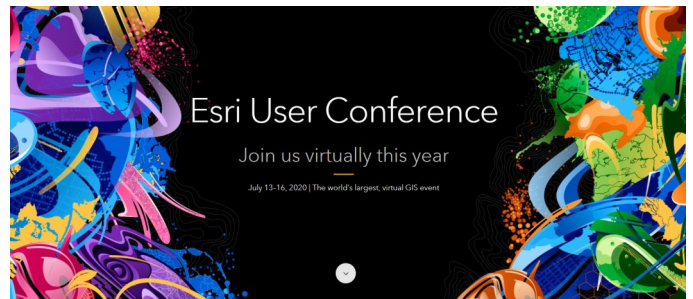 Esri User Conference
Join us virtually this year
July 13–16, 2020 | The world's largest, virtual GIS event